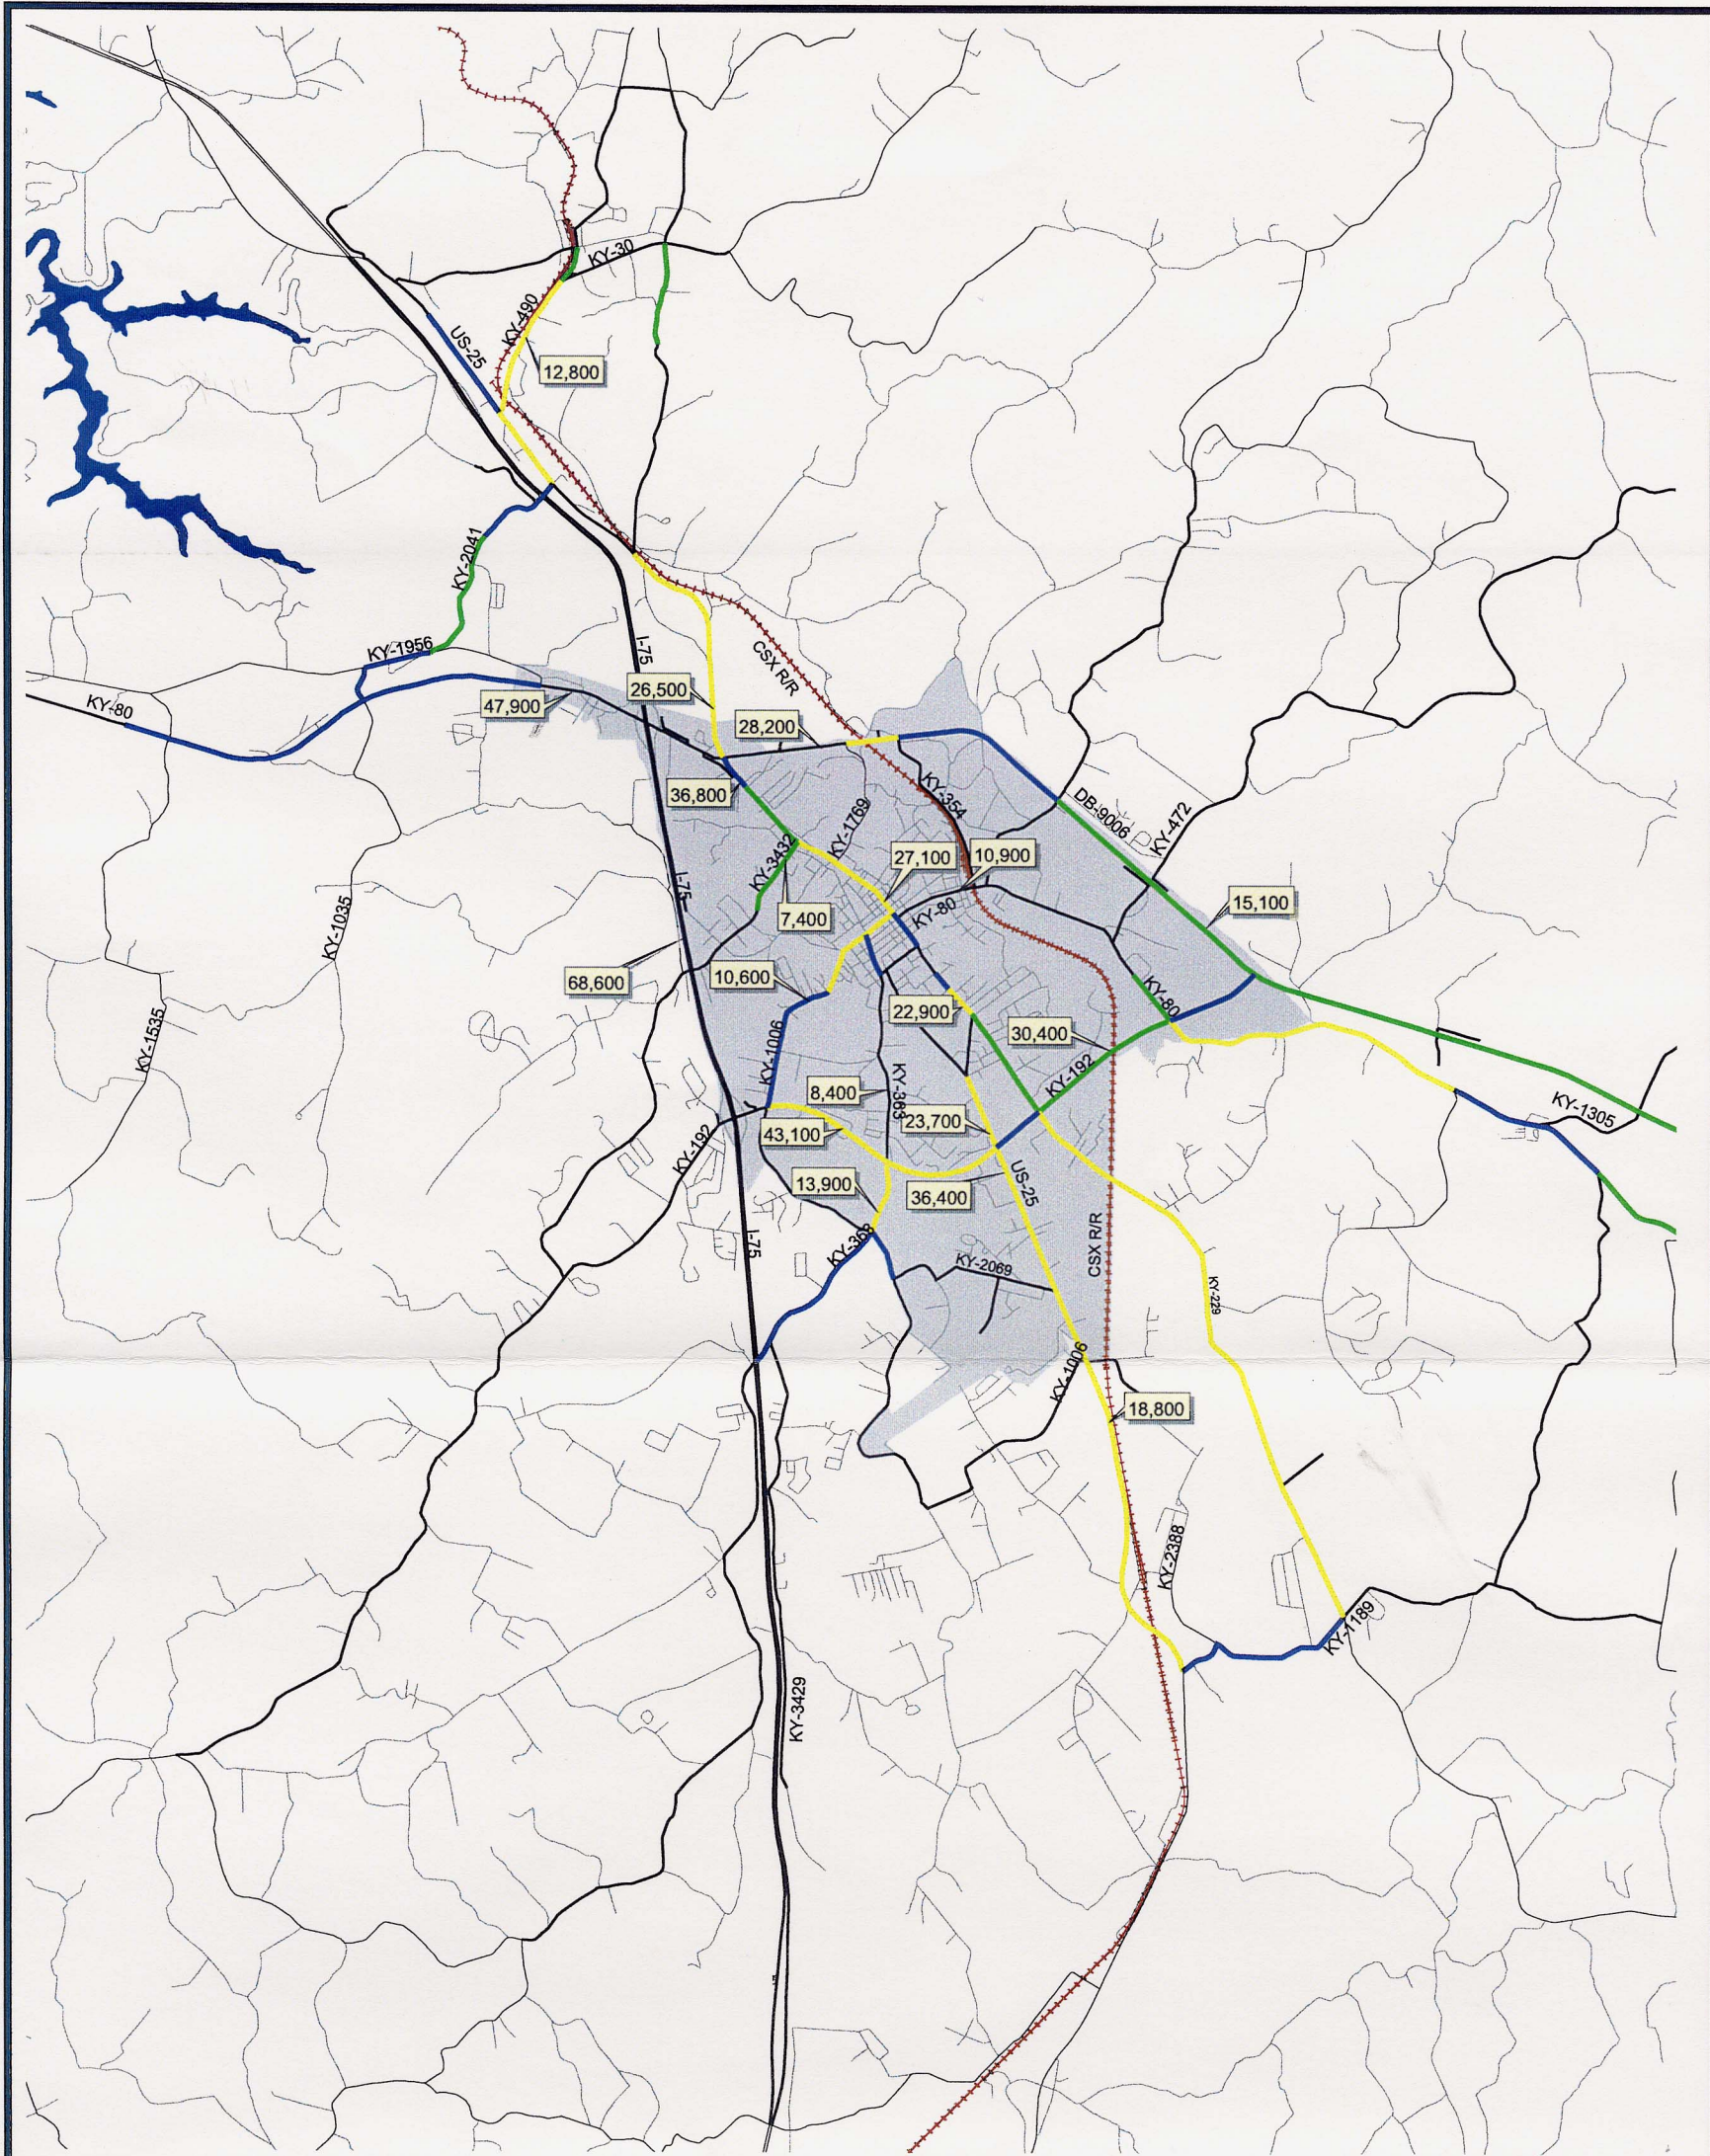 KY-30
KY-490
US-25
12,800
KY-2041
KY-1956
I-75
CSX R/R
26,500
47,900
KY-80
28,200
36,800
DB-9006
KY-354
KY-472
KY-1769
KY-3432
27,100
10,900
I-75
15,100
7,400
KY-80
KY-1035
68,600
10,600
KY-80
22,900
30,400
KY-1535
KY-1006
KY-192
8,400
KY-363
23,700
KY-1305
43,100
KY-192
13,900
36,400
US-25
I-75
KY-363
CSX R/R
KY-2069
KY-229
KY-1006
18,800
KY-2388
KY-1189
KY-3429